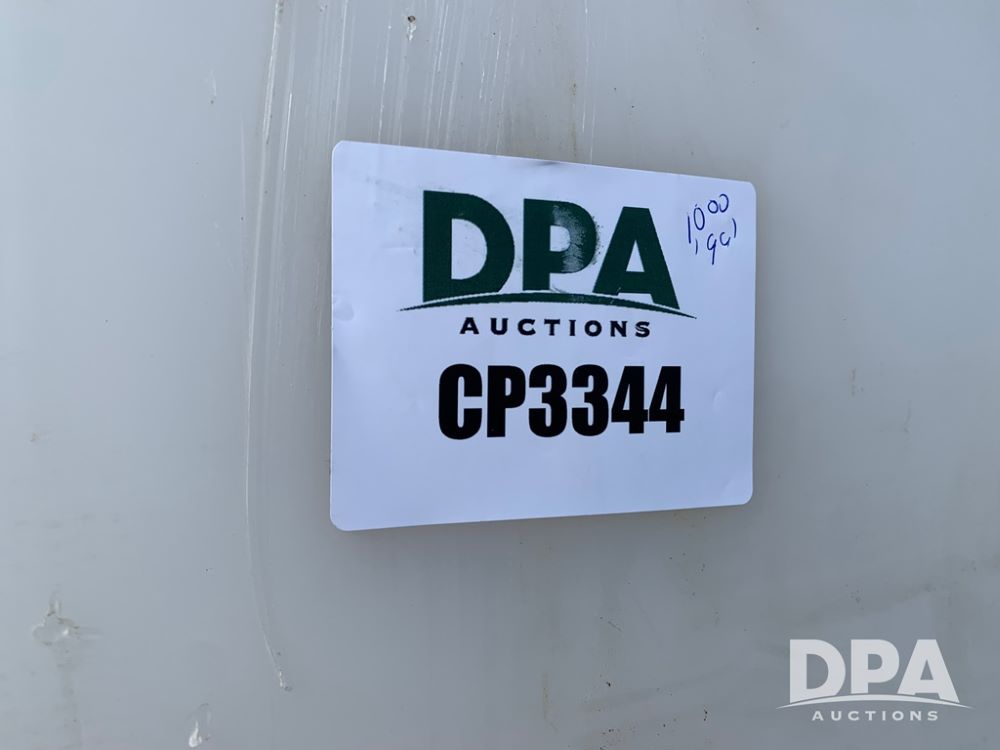 DPA
AUCTIONS
1000
gal
CP3344
DPA
AUCTIONS